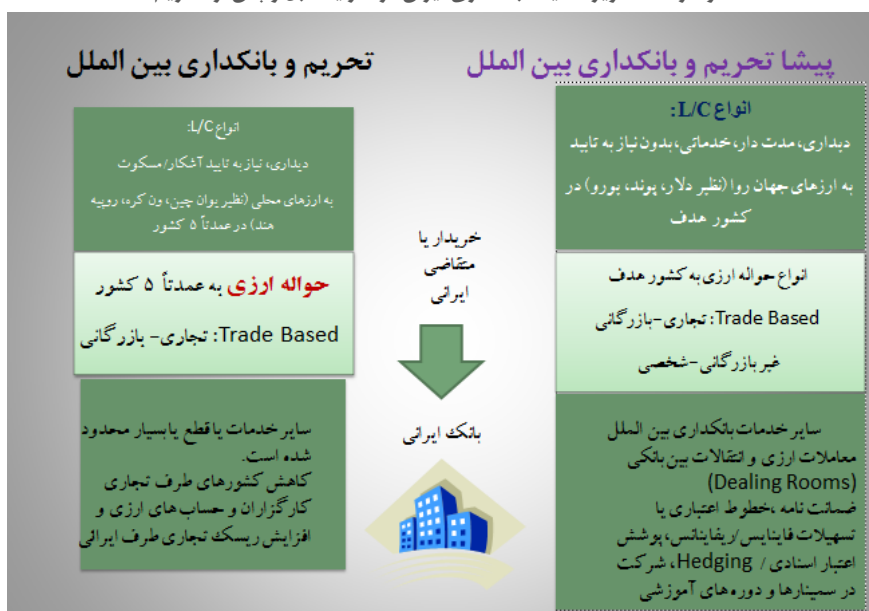 پیشا تحریم و بانکداری بین الملل
انواع L/C:
دیداری، مدت دار، خدماتی، بدون نیاز به تایید
به ارزهای جهان روا (نظیر دلار، پوند، یورو) در
کشور هدف
انواع حواله ارزی به کشور هدف
Trade Based: تجاری-بازرگانی
غیر بازرگانی-شخصی
سایر خدمات بانکداری بین الملل
معاملات ارزی و انتقالات بین بانکی
(Dealing Rooms)
ضمانت نامه ،خطوط اعتباری یا
تسهیلات فاینانس/ریفاینانس، پوشش
اعتبار اسنادی / Hedging، شرکت
در سمینارها و دوره های آموزشی
خریدار یا
متقاضی
ایرانی
بانک ایرانی
تحریم و بانکداری بین الملل
انواع L/C:
دیداری، نیاز به تایید آشکار/مسکوت
به ارزهای محلی (نظیر یوان چین، ون کره، روپیه
هند) در عمدتاً ۵ کشور
حواله ارزی به عمدتاً ۵ کشور
Trade Based: تجاری- بازرگانی
سایر خدمات یا قطع یا بسیار محدود
شده است.
کاهش کشورهای طرف تجاری
کارگزاران و حساب های ارزی و
افزایش ریسک تجاری طرف ایرانی